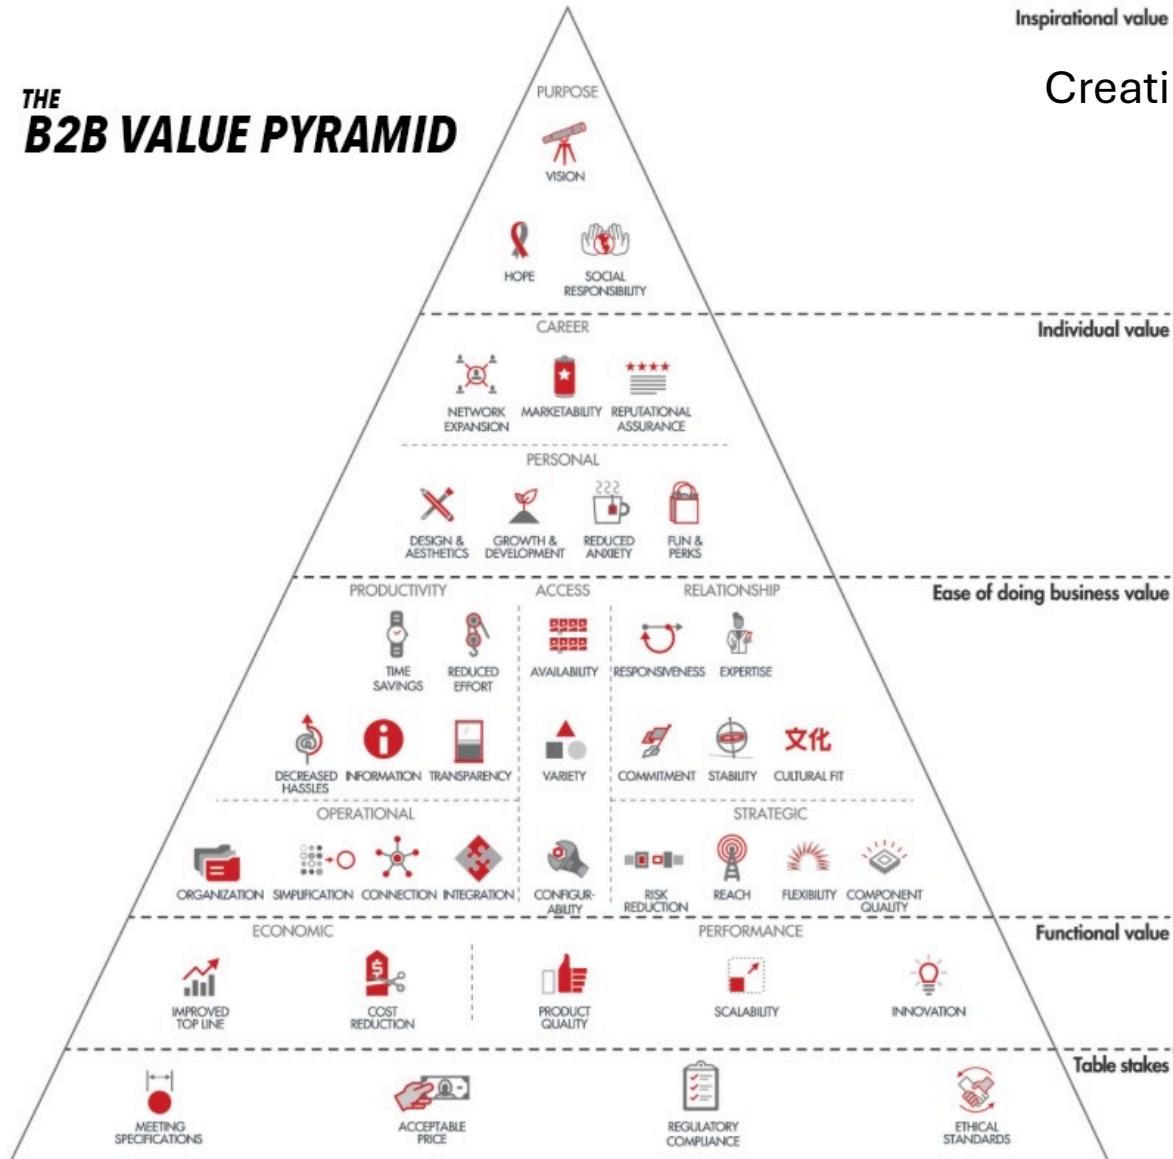 Inspirational value
THE
B2B VALUE PYRAMID
Creati
PURPOSE
VISION
HOPE
SOCIAL
RESPONSIBILITY
CAREER
Individual value
NETWORK
EXPANSION
MARKETABILITY
REPUTATIONAL
ASSURANCE
PERSONAL
DESIGN &
AESTHETICS
GROWTH &
DEVELOPMENT
REDUCED
ANXIETY
FUN &
PERKS
Ease of doing business value
PRODUCTIVITY
TIME
SAVINGS
REDUCED
EFFORT
DECREASED
HASSLES
i
INFORMATION
TRANSPARENCY
OPERATIONAL
ORGANIZATION
SIMPLIFICATION
CONNECTION
INTEGRATION
ACCESS
AVAILABILITY
VARIETY
CONFIGUR-
ABILITY
RELATIONSHIP
RESPONSIVENESS
EXPERTISE
COMMITMENT
STABILITY
文化
CULTURAL FIT
STRATEGIC
RISK
REDUCTION
REACH
FLEXIBILITY
COMPONENT
QUALITY
Functional value
ECONOMIC
IMPROVED
TOP LINE
$
COST
REDUCTION
PERFORMANCE
PRODUCT
QUALITY
SCALABILITY
INNOVATION
Table stakes
MEETING
SPECIFICATIONS
ACCEPTABLE
PRICE
REGULATORY
COMPLIANCE
ETHICAL
STANDARDS